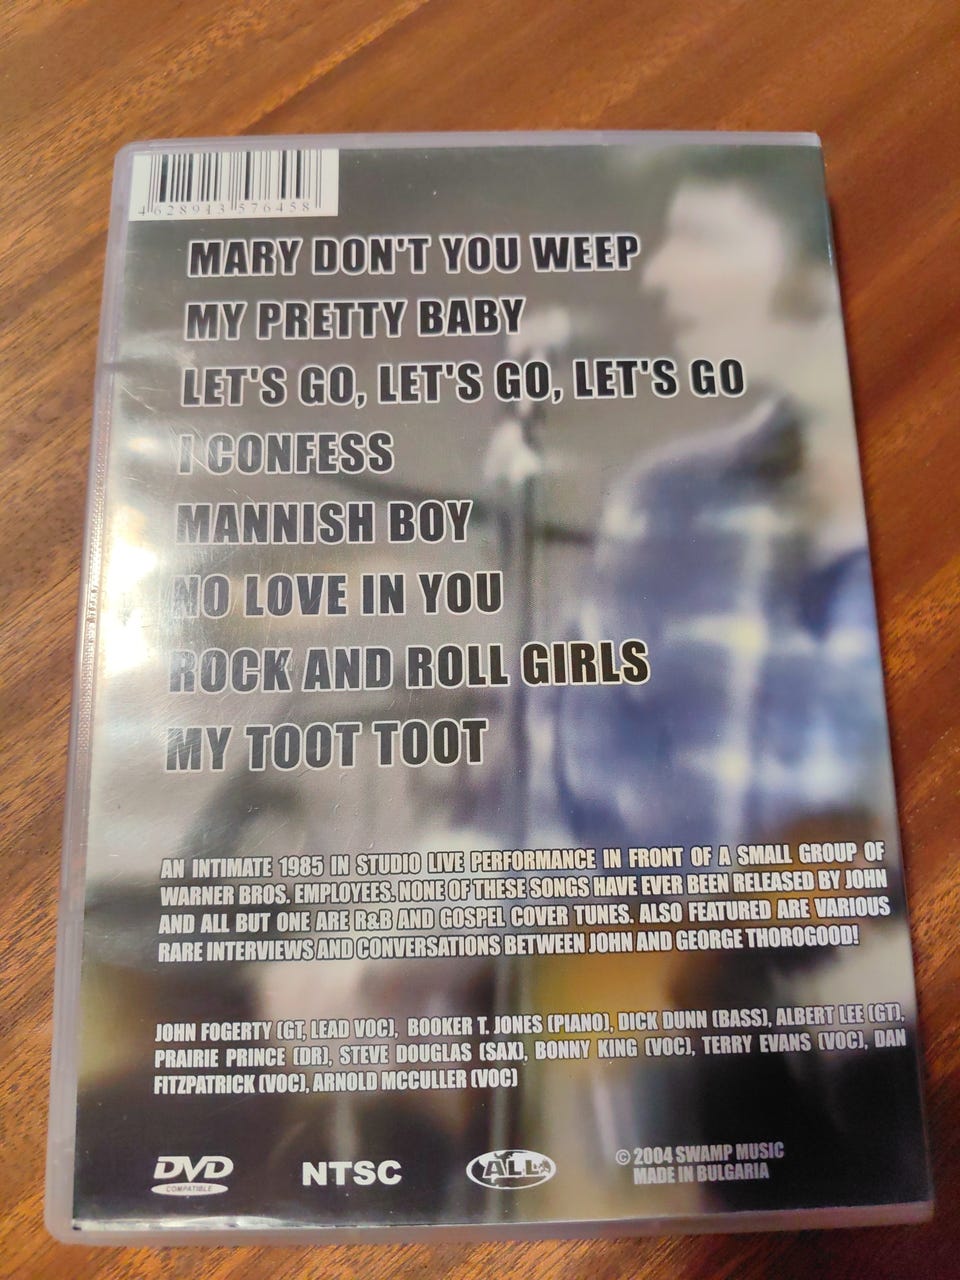 4 628913 576458
MARY DON'T YOU WEEP
MY PRETTY BABY
LET'S GO, LET'S GO, LET'S GO
I CONFESS
MANNISH BOY
NO LOVE IN YOU
ROCK AND ROLL GIRLS
MY TOOT TOOT
AN INTIMATE 1985 IN STUDIO LIVE PERFORMANCE IN FRONT OF A SMALL GROUP OF
WARNER BROS. EMPLOYEES. NONE OF THESE SONGS HAVE EVER BEEN RELEASED BY JOHN
AND ALL BUT ONE ARE R&B AND GOSPEL COVER TUNES. ALSO FEATURED ARE VARIOUS
RARE INTERVIEWS AND CONVERSATIONS BETWEEN JOHN AND GEORGE THOROGOOD!
JOHN FOGERTY (GT, LEAD VOC), BOOKER T. JONES (PIANO), DICK DUNN (BASS), ALBERT LEE (GT),
PRAIRIE PRINCE (DR), STEVE DOUGLAS (SAX), BONNY KING (VOC), TERRY EVANS (VOC), DAN
FITZPATRICK (VOC), ARNOLD MCCULLER (VOC)
DVD
COMPATIBLE
NTSC
ALL
© 2004 SWAMP MUSIC
MADE IN BULGARIA